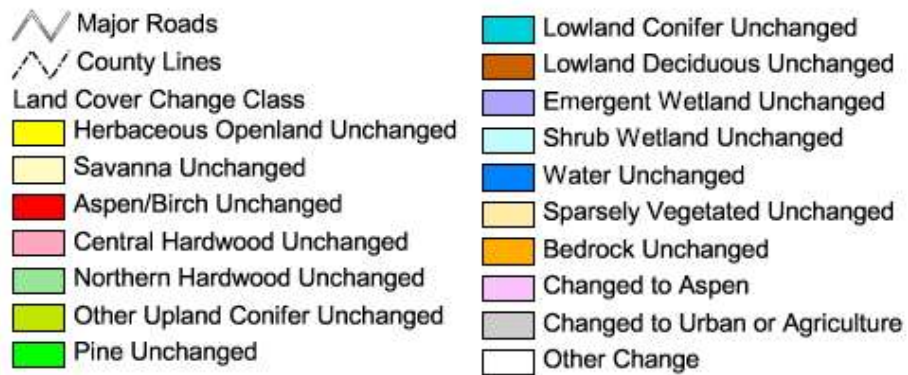 Major Roads
County Lines
Land Cover Change Class
Herbaceous Openland Unchanged
Savanna Unchanged
Aspen/Birch Unchanged
Central Hardwood Unchanged
Northern Hardwood Unchanged
Other Upland Conifer Unchanged
Pine Unchanged
Lowland Conifer Unchanged
Lowland Deciduous Unchanged
Emergent Wetland Unchanged
Shrub Wetland Unchanged
Water Unchanged
Sparsely Vegetated Unchanged
Bedrock Unchanged
Changed to Aspen
Changed to Urban or Agriculture
Other Change